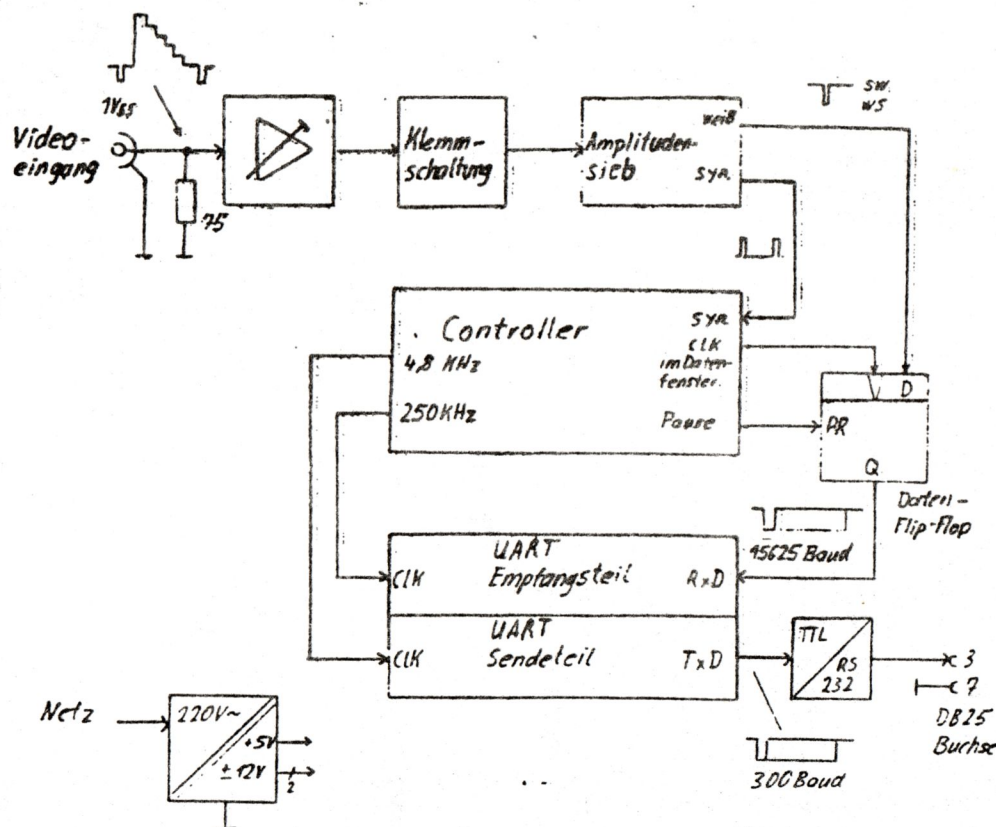 1Vss
Video-
eingang
75
Klemm-
schaltung
Amplituden-
sieb
weiß
SYN.
SW.
WS
Controller
4,8 KHz
250KHz
SYN.
CLK
im Daten-
fenster.
Pause
D
PR
Q
Daten-
Flip-Flop
15625 Baud
UART
Empfangsteil
CLK
RxD
UART
Sendeteil
CLK
TxD
TTL
RS
232
3
7
DB25
Buchse
300 Baud
Netz
220V~
+5V
±12V
2